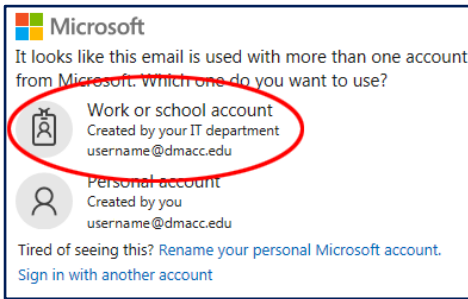 Microsoft
It looks like this email is used with more than one account
from Microsoft. Which one do you want to use?
Work or school account
Created by your IT department
username@dmacc.edu
Personal account
Created by you
username@dmacc.edu
Tired of seeing this? Rename your personal Microsoft account.
Sign in with another account